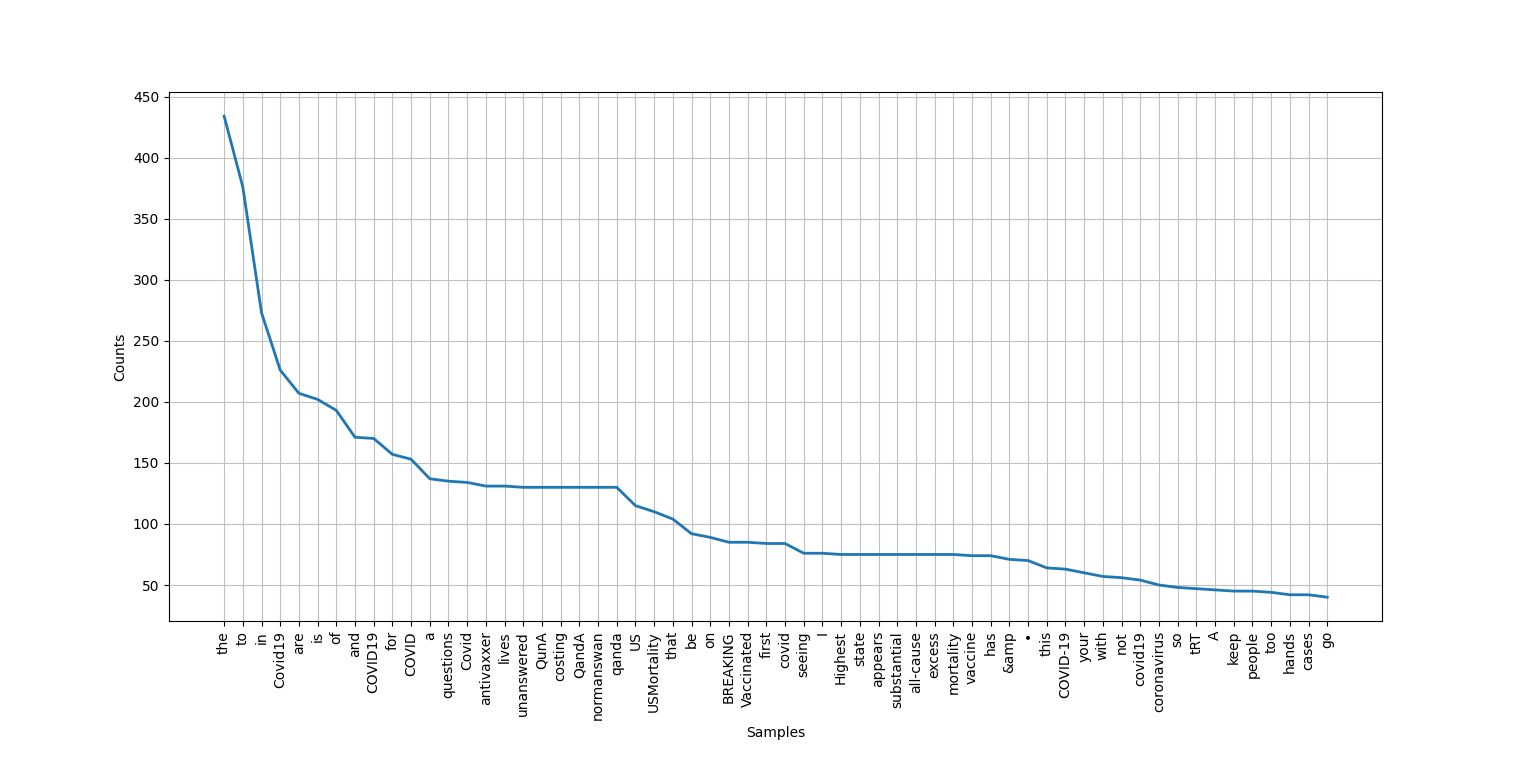 450
400
350
300
250
200
150
100
50
Counts
the
to
in
Covid19
are
is
of
and
COVID19
for
COVID
a
questions
Covid
antivaxxer
lives
unanswered
QunA
costing
QandA
normanswan
qanda
US
USMortality
that
be
on
BREAKING
Vaccinated
first
covid
seeing
I
Highest
state
appears
substantial
all-cause
excess
mortality
vaccine
has
&amp
•
this
COVID-19
your
with
not
covid19
coronavirus
so
tRT
A
keep
people
too
hands
cases
go
Samples